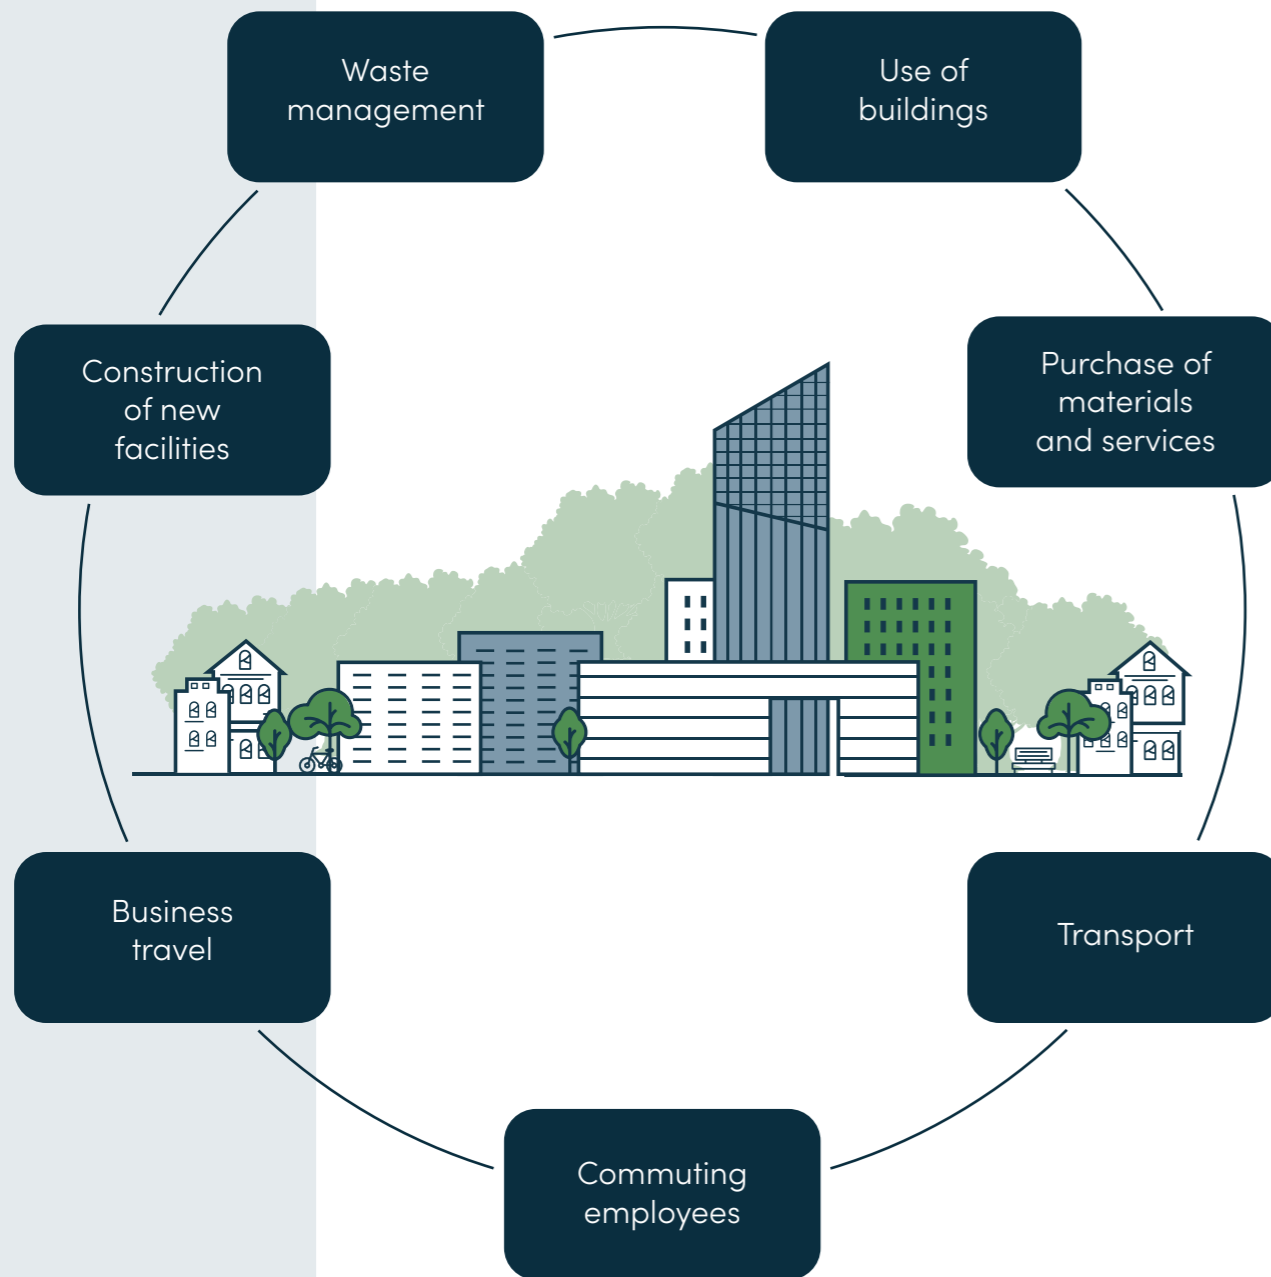 Waste
management
Use of
buildings
Construction
of new
facilities
Purchase of
materials
and services
Business
travel
Transport
Commuting
employees